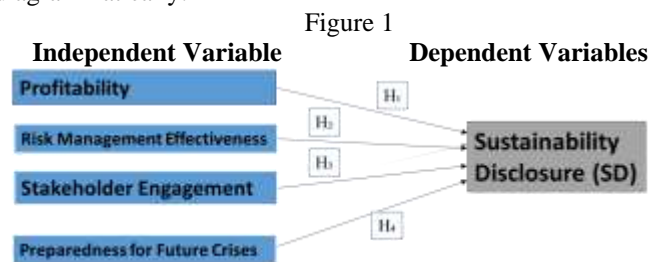 Figure 1
Independent Variable Dependent Variables
Profitability
H₁
Risk Management Effectiveness
H₂
Sustainability
Disclosure (SD)
H₃
Stakeholder Engagement
H₄
Preparedness for Future Crises